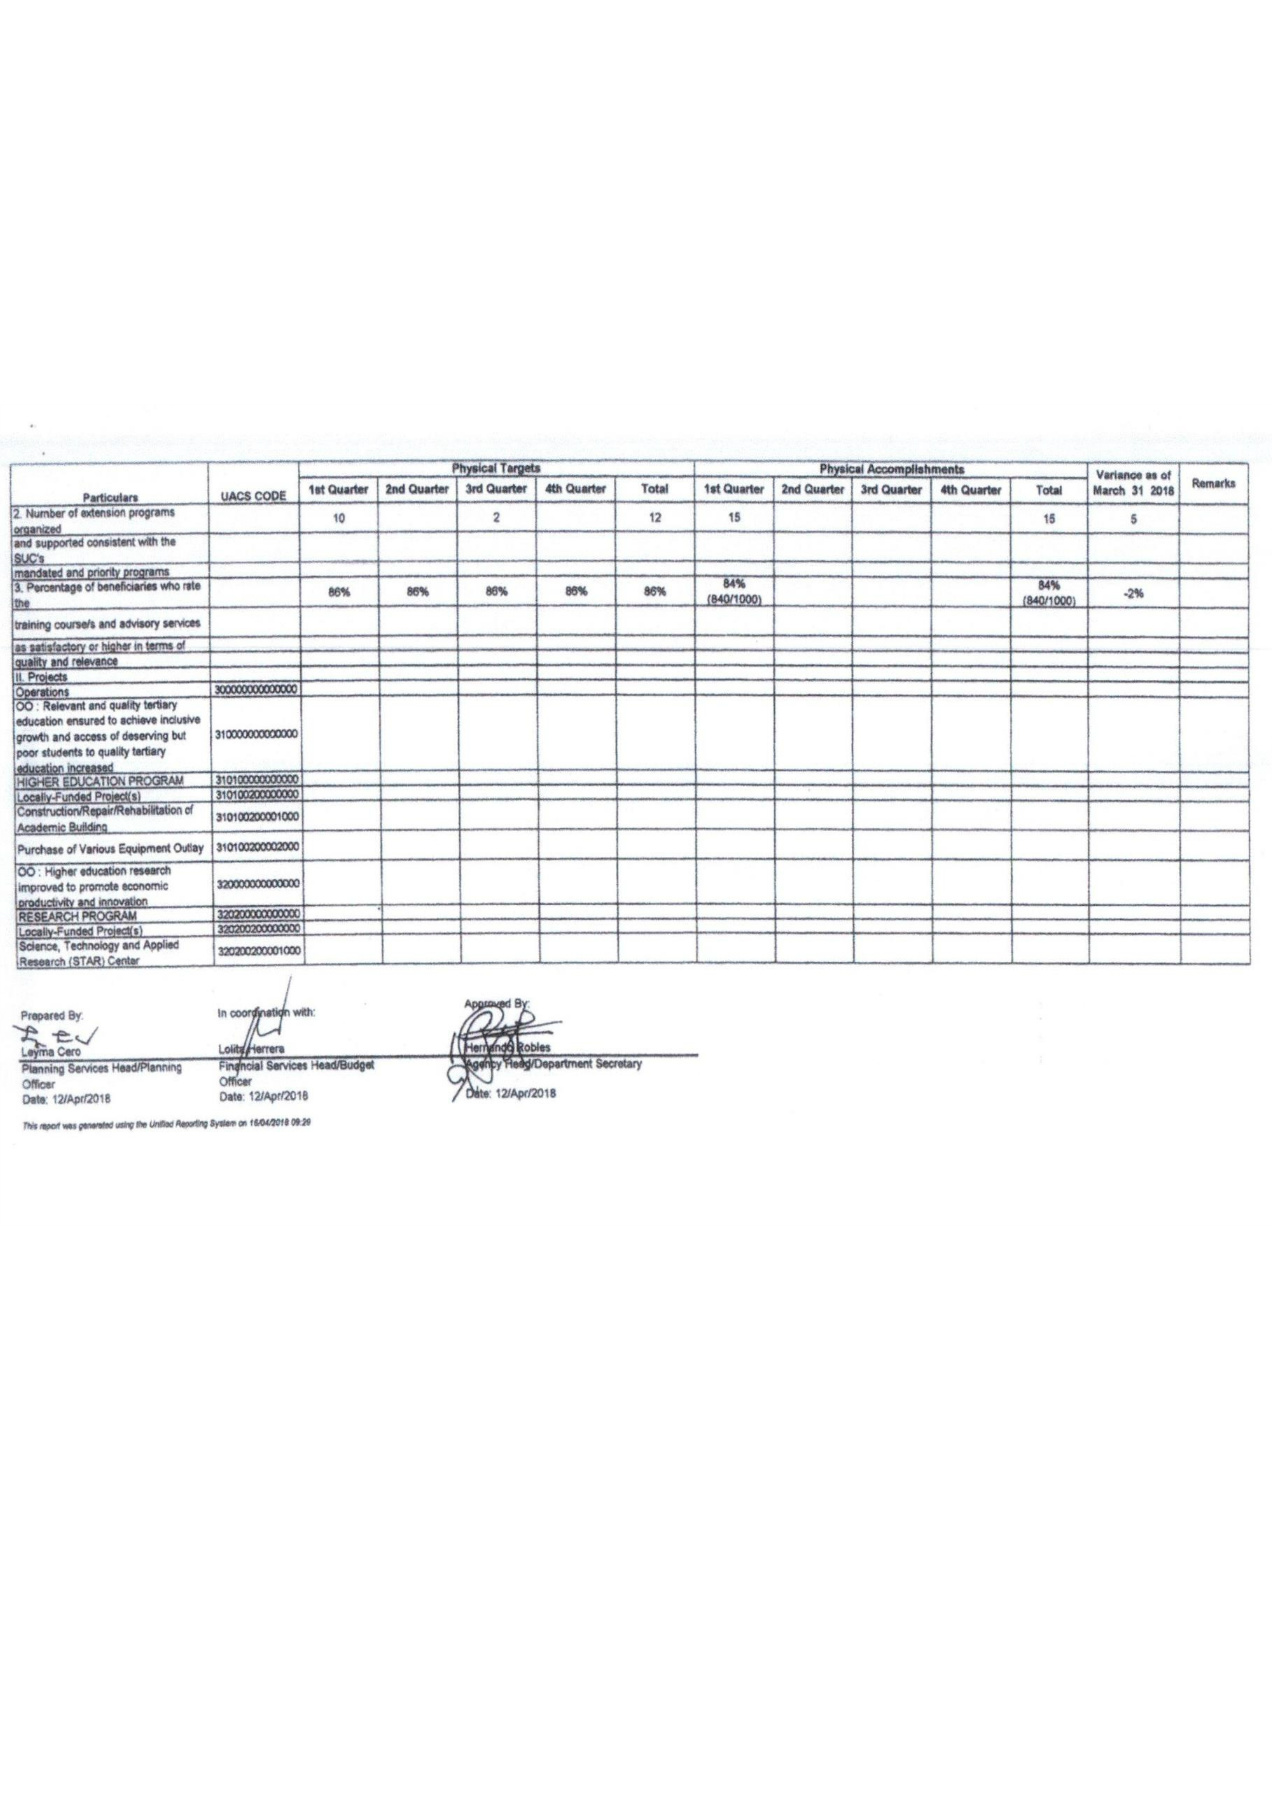 Particulars UACS CODE Physical Targets Physical Accomplishments Variance as of March 31 2018 Remarks
1st Quarter 2nd Quarter 3rd Quarter 4th Quarter Total 1st Quarter 2nd Quarter 3rd Quarter 4th Quarter Total
2. Number of extension programs 10 2 12 15 15 5
organized
and supported consistent with the
SUC's
mandated and priority programs
3. Percentage of beneficiaries who rate 86% 86% 86% 86% 86% 84% 84% -2%
the (840/1000) (840/1000)
training course/s and advisory services
as satisfactory or higher in terms of
quality and relevance
II. Projects
Operations 300000000000000
OO : Relevant and quality tertiary
education ensured to achieve inclusive
growth and access of deserving but 310000000000000
poor students to quality tertiary
education increased
HIGHER EDUCATION PROGRAM 310100000000000
Locally-Funded Project(s) 310100200000000
Construction/Repair/Rehabilitation of 310100200001000
Academic Building
Purchase of Various Equipment Outlay 310100200002000
OO : Higher education research
improved to promote economic 320000000000000
productivity and innovation
RESEARCH PROGRAM 320200000000000
Locally-Funded Project(s) 320200200000000
Science, Technology and Applied 320200200001000
Research (STAR) Center
Prepared By: In coordination with: Approved By:
Leyma Cero Lolita Herrera Hernando Robles
Planning Services Head/Planning Financial Services Head/Budget Agency Head/Department Secretary
Officer Officer
Date: 12/Apr/2018 Date: 12/Apr/2018 Date: 12/Apr/2018
This report was generated using the Unified Reporting System on 16/04/2018 09:29